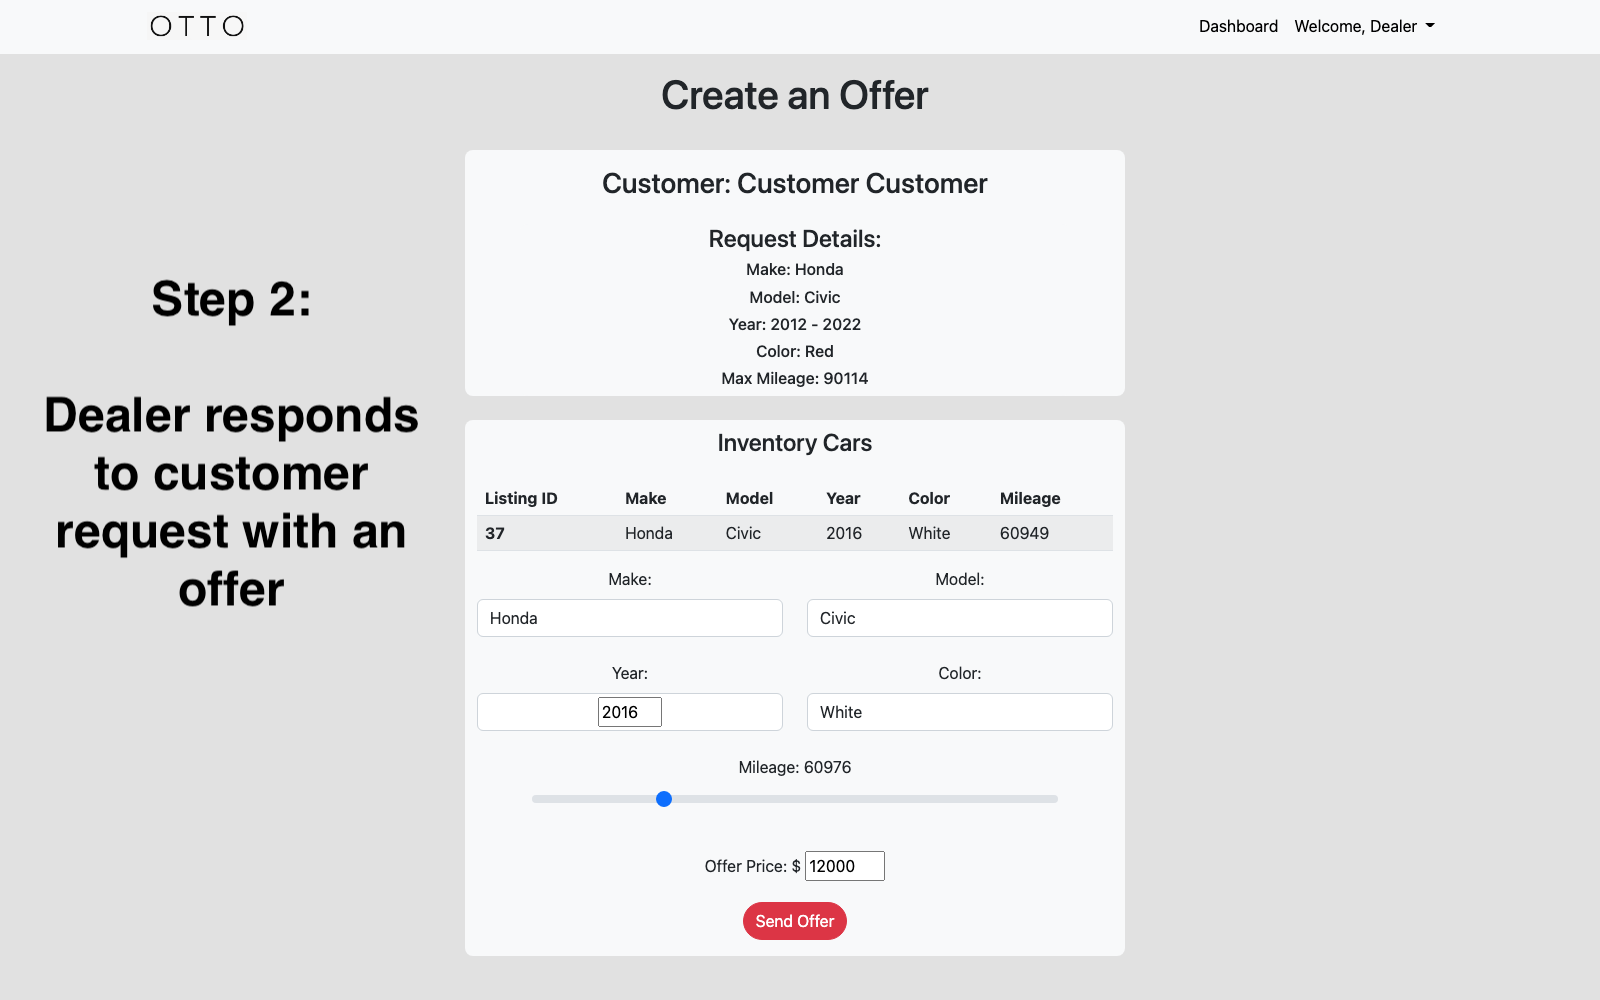 OTTO
Dashboard Welcome, Dealer
Create an Offer
Customer: Customer Customer
Request Details:
Make: Honda
Model: Civic
Year: 2012 - 2022
Color: Red
Max Mileage: 90114
Step 2:
Dealer responds
to customer
request with an
offer
Inventory Cars
Listing ID Make Model Year Color Mileage
37 Honda Civic 2016 White 60949
Make: Model:
Honda Civic
Year: Color:
2016 White
Mileage: 60976
Offer Price: $ 12000
Send Offer